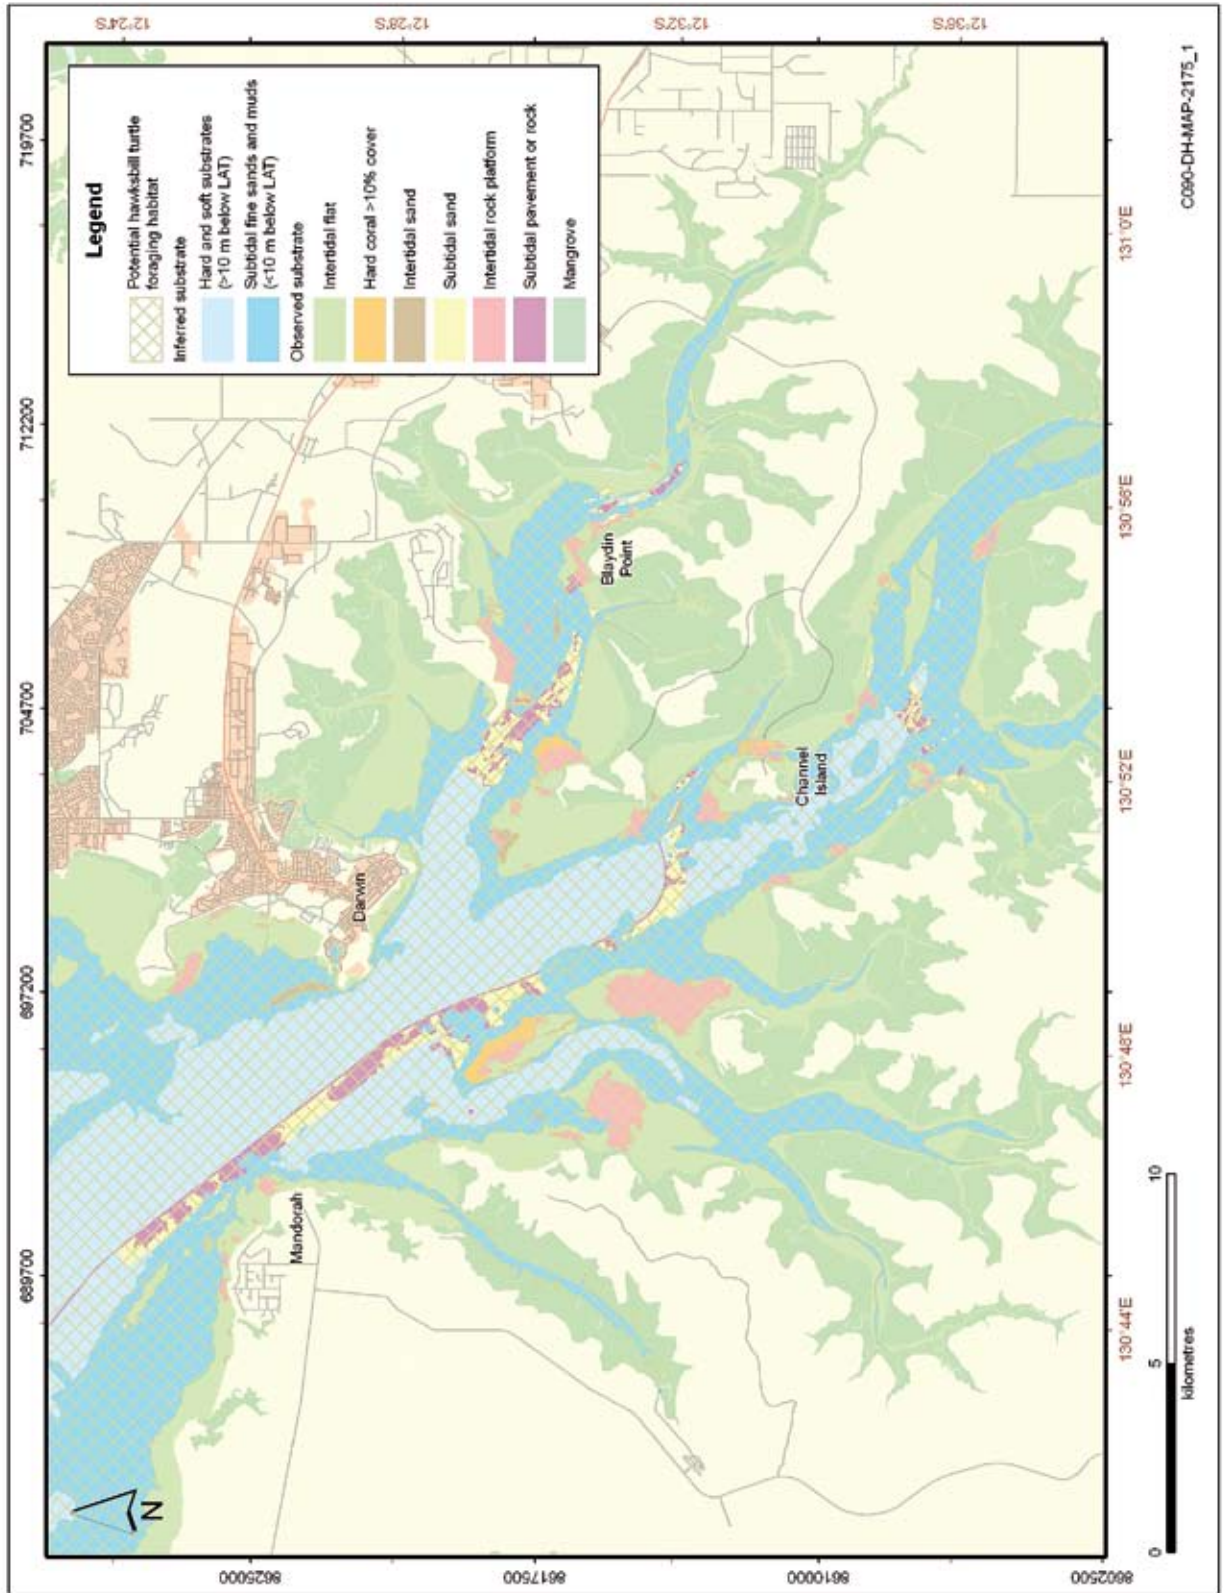 689700
697200
704700
712200
719700
12°24'S
12°28'S
12°32'S
12°36'S
Legend
Potential hawksbill turtle
foraging habitat
Inferred substrate
Hard and soft substrates
(>10 m below LAT)
Subtidal fine sands and muds
(<10 m below LAT)
Observed substrate
Intertidal flat
Hard coral >10% cover
Intertidal sand
Subtidal sand
Intertidal rock platform
Subtidal pavement or rock
Mangrove
N
Mandorah
Darwin
Blaydin
Point
Channel
Island
8625000
8617500
8610000
8602500
130°44'E
130°48'E
130°52'E
130°56'E
131°0'E
0
5
10
kilometres
C090-DH-MAP-2175_1